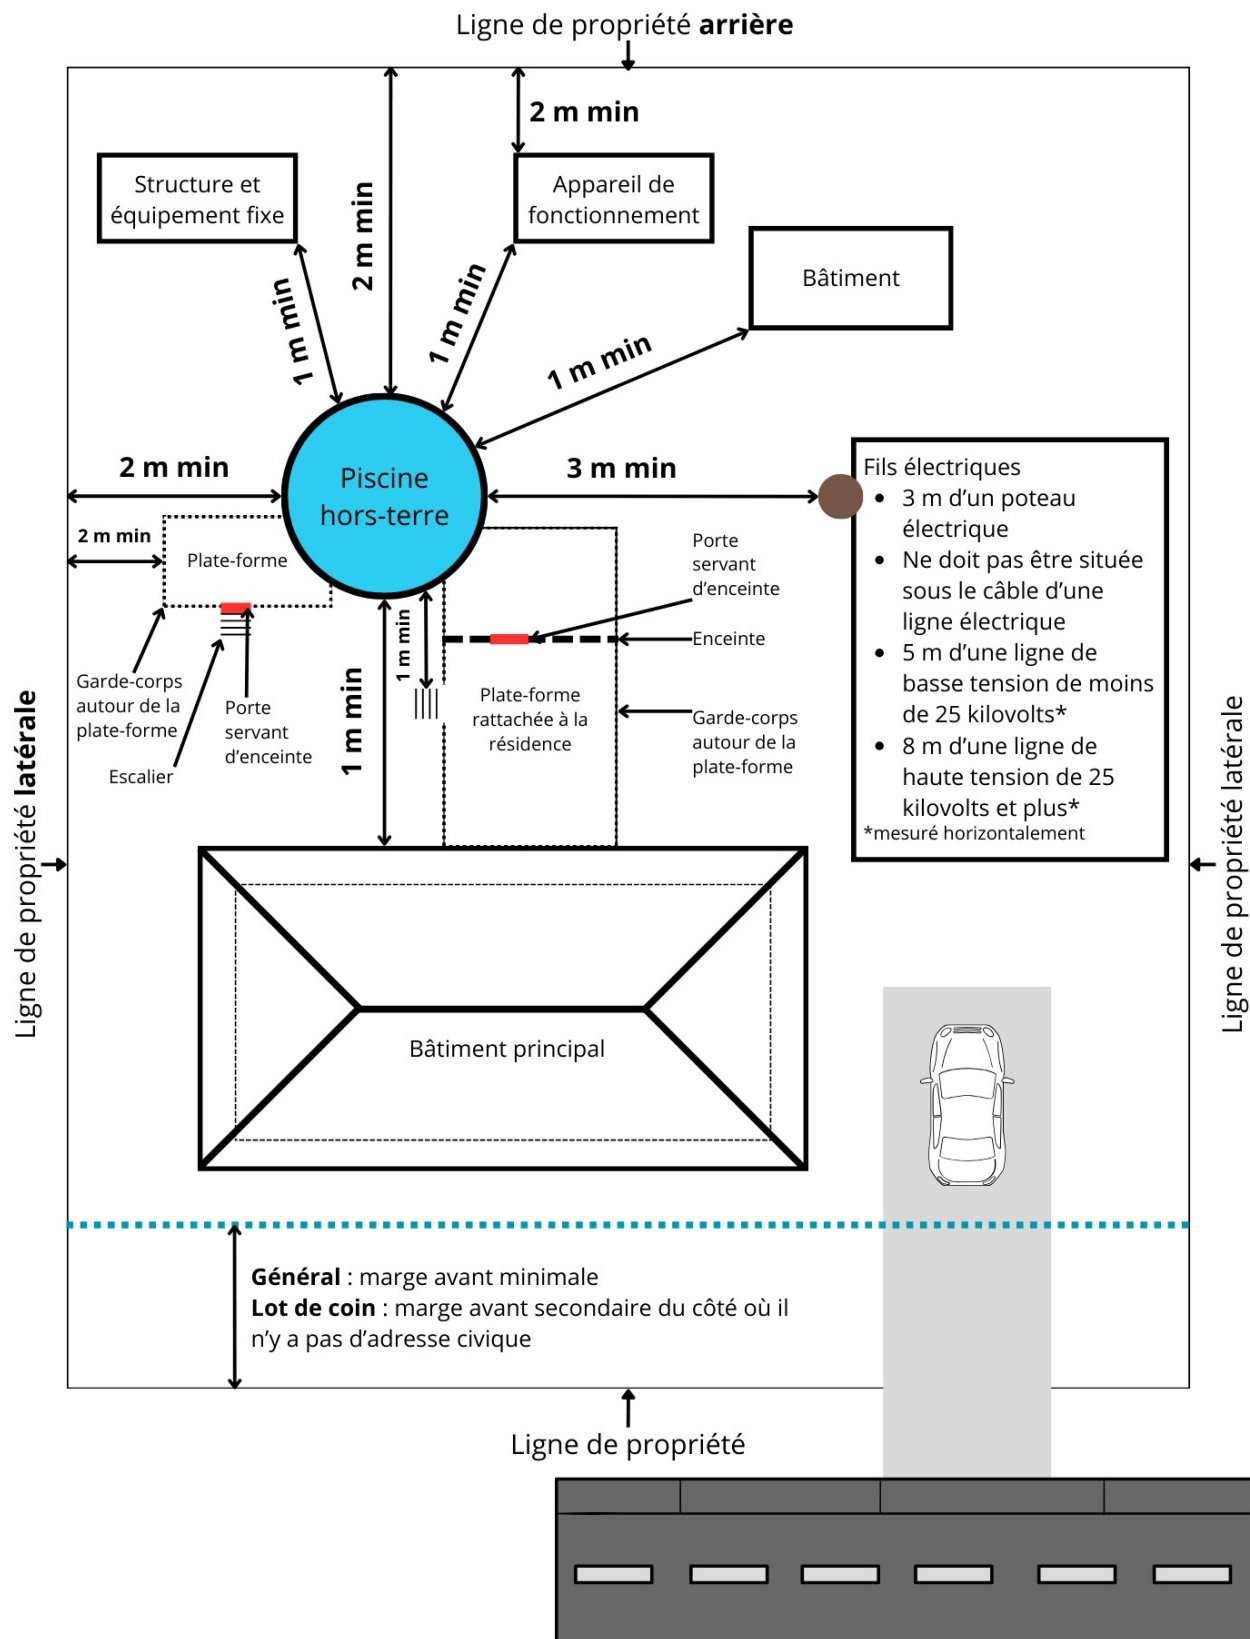 Ligne de propriété arrière
2 m min
Structure et
équipement fixe
2 m min
Appareil de
fonctionnement
Bâtiment
1 m min
1 m min
1 m min
2 m min
Piscine
hors-terre
3 m min
Fils électriques
• 3 m d'un poteau
électrique
• Ne doit pas être située
sous le câble d'une
ligne électrique
• 5 m d'une ligne de
basse tension de moins
de 25 kilovolts*
• 8 m d'une ligne de
haute tension de 25
kilovolts et plus*
*mesuré horizontalement
2 m min
Plate-forme
Porte
servant
d'enceinte
Enceinte
1 m min
1 m min
Garde-corps
autour de la
plate-forme
Porte
servant
d'enceinte
Escalier
Plate-forme
rattachée à la
résidence
Garde-corps
autour de la
plate-forme
Ligne de propriété latérale
Ligne de propriété latérale
Bâtiment principal
Général : marge avant minimale
Lot de coin : marge avant secondaire du côté où il
n'y a pas d'adresse civique
Ligne de propriété